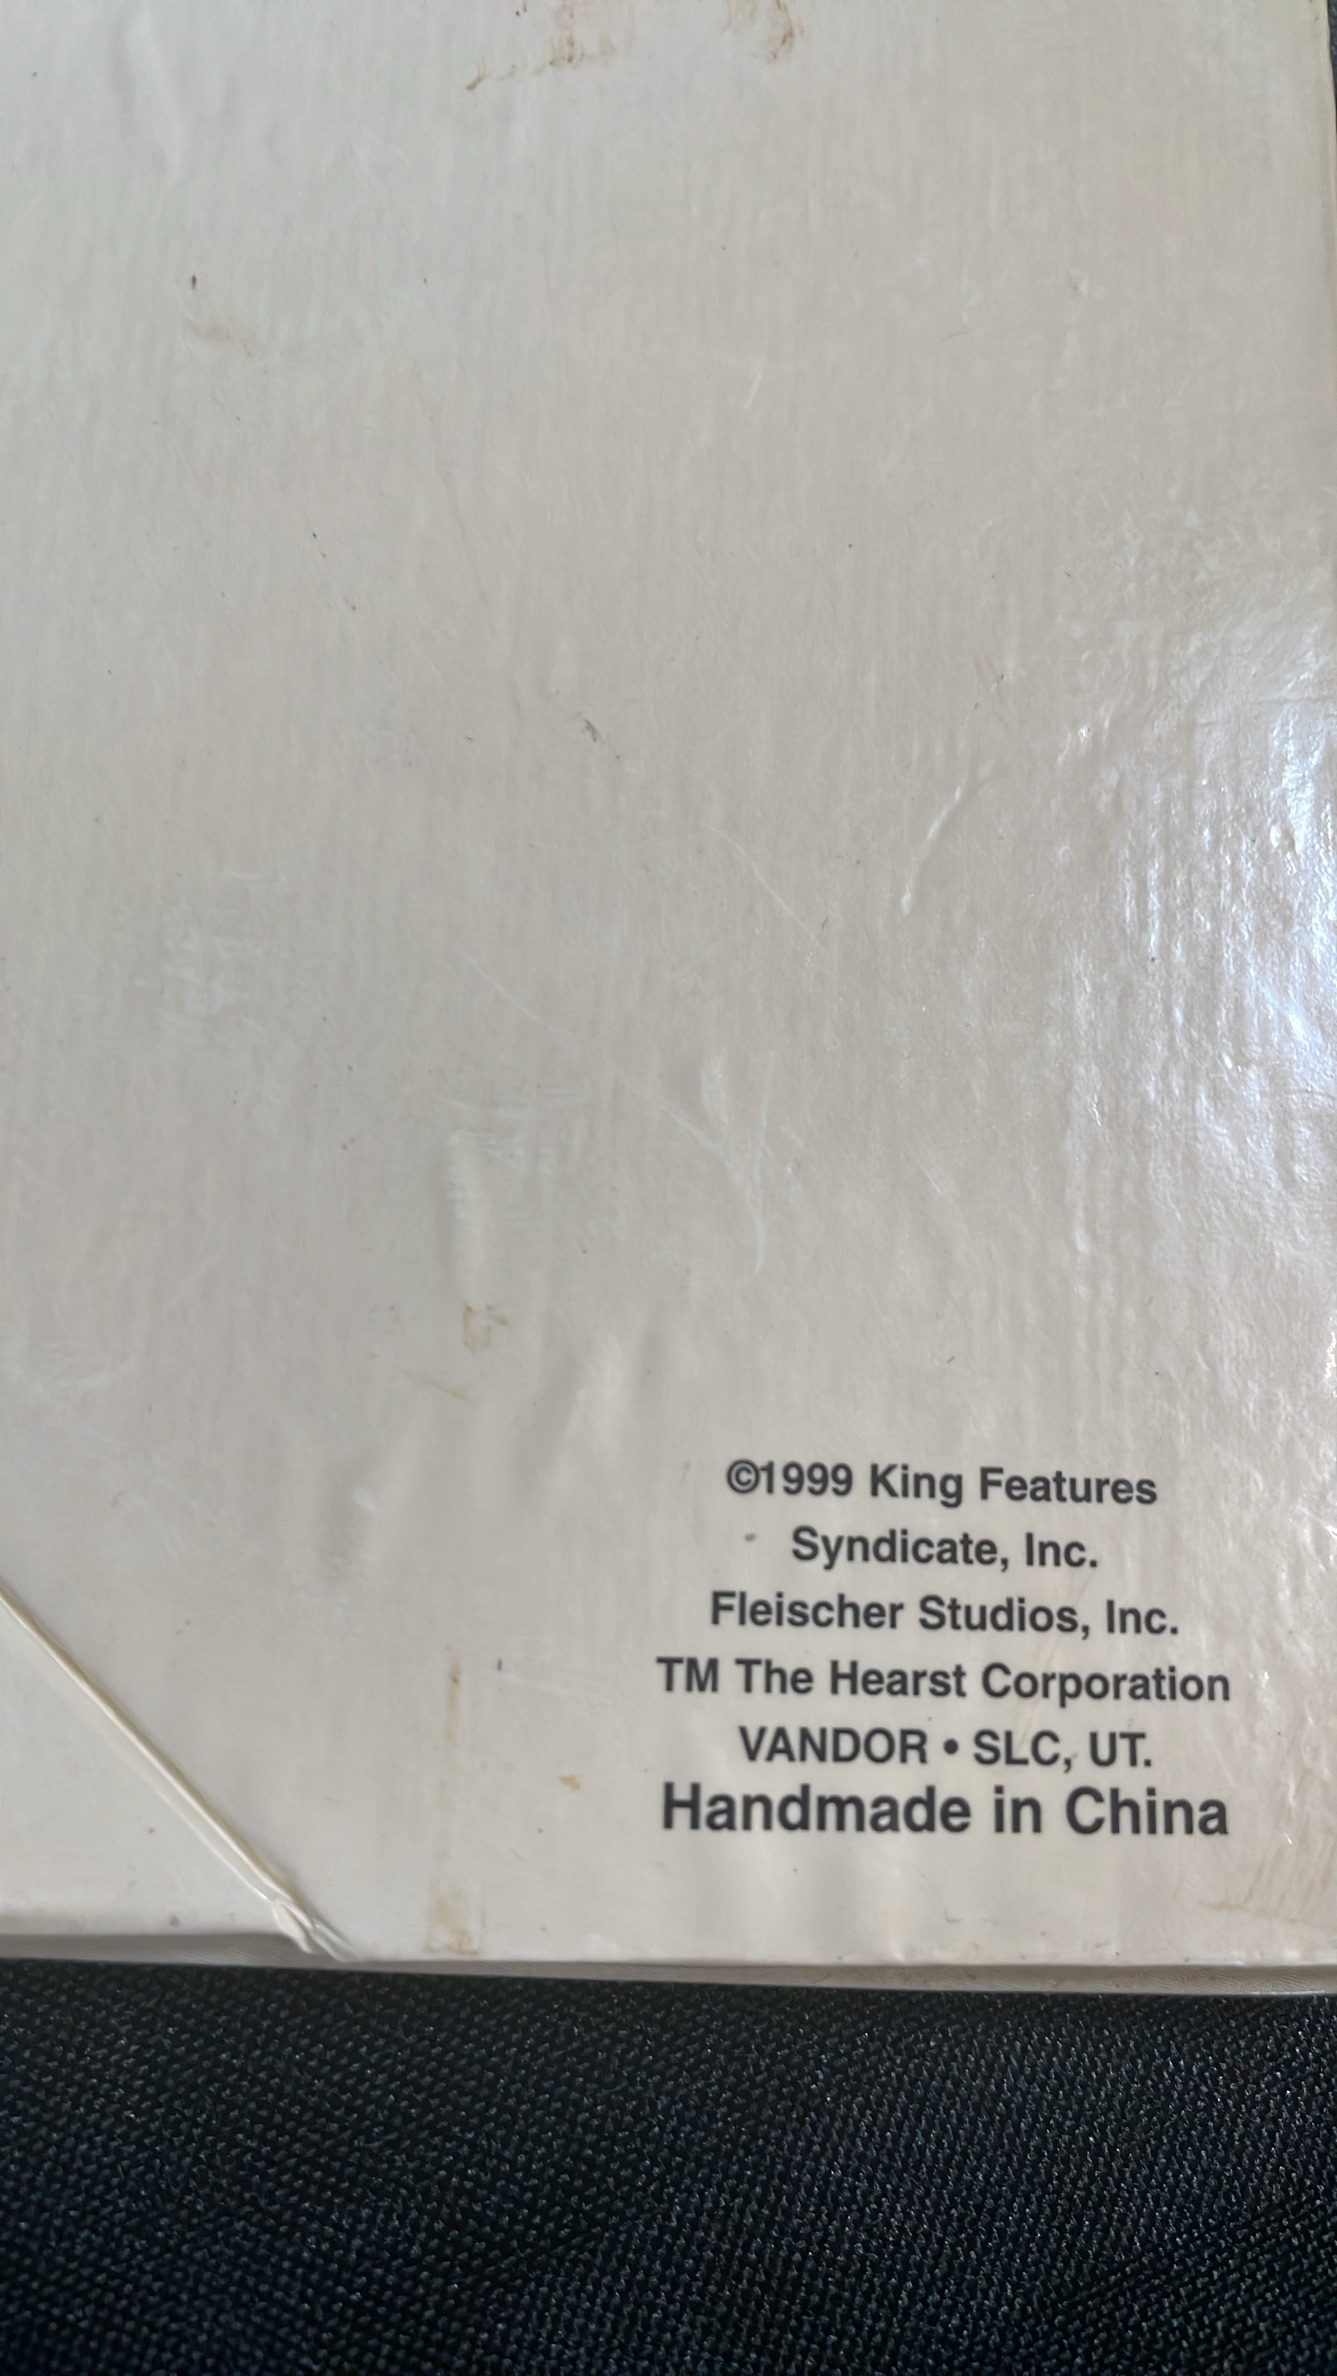 ©1999 King Features
Syndicate, Inc.
Fleischer Studios, Inc.
TM The Hearst Corporation
VANDOR • SLC, UT.
Handmade in China